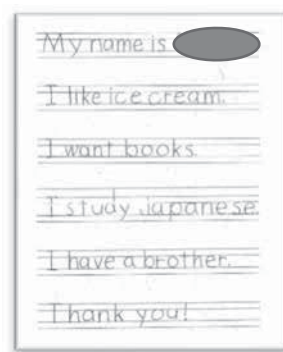 My name is
I like ice cream.
I want books.
I study Japanese.
I have a brother.
Thank you!